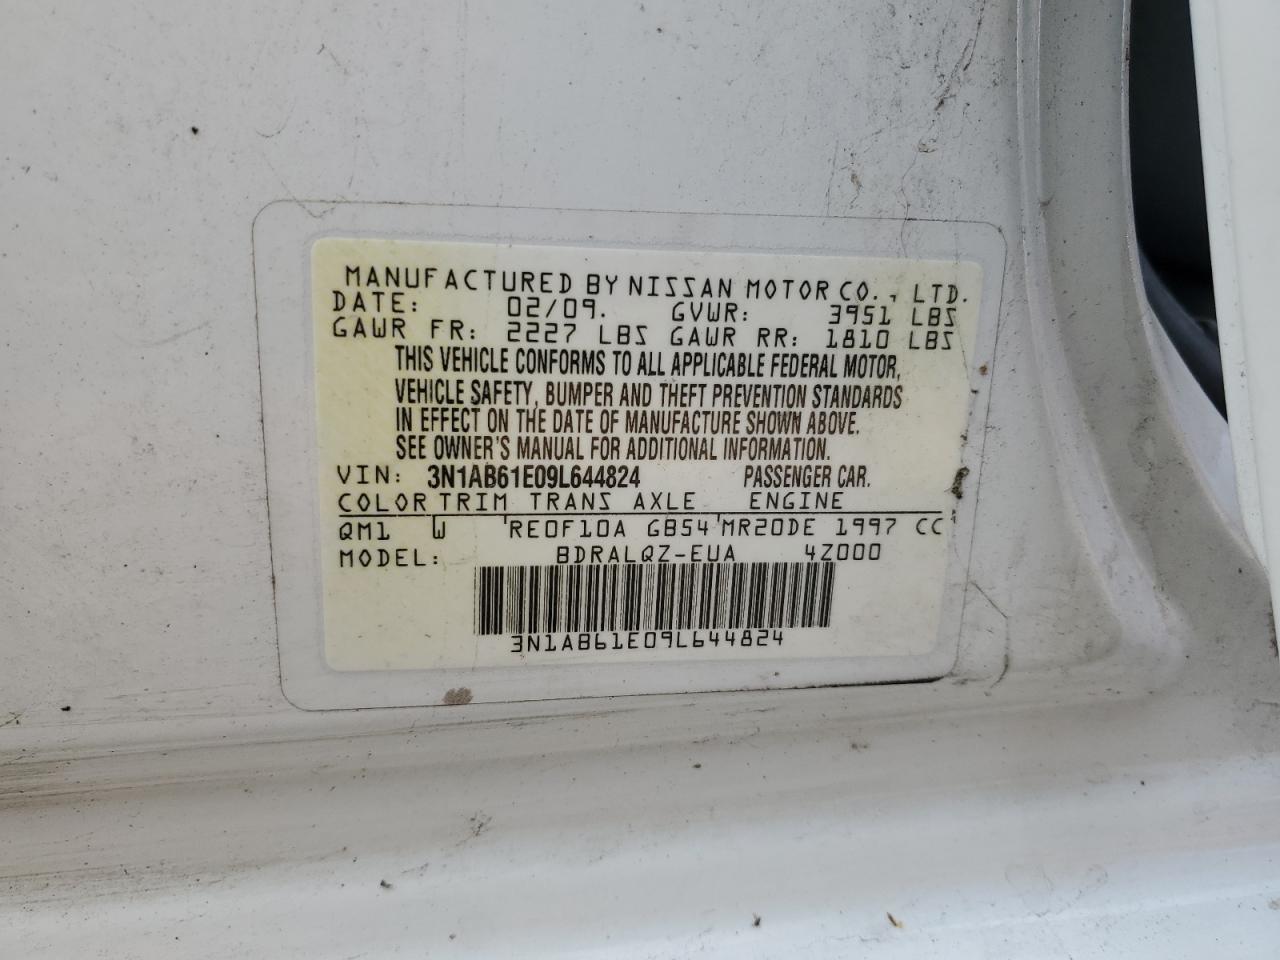 MANUFACTURED BY NISSAN MOTOR CO., LTD.
DATE: 02/09. GVWR: 3951 LBS
GAWR FR: 2227 LBS GAWR RR: 1810 LBS
THIS VEHICLE CONFORMS TO ALL APPLICABLE FEDERAL MOTOR,
VEHICLE SAFETY, BUMPER AND THEFT PREVENTION STANDARDS
IN EFFECT ON THE DATE OF MANUFACTURE SHOWN ABOVE.
SEE OWNER'S MANUAL FOR ADDITIONAL INFORMATION.
VIN: 3N1AB61E09L644824 PASSENGER CAR.
COLOR TRIM TRANS AXLE ENGINE
QM1 W RE0F10A GB54 MR20DE 1997 CC
MODEL: BDRALQZ-EUA 4Z000
3N1AB61E09L644824